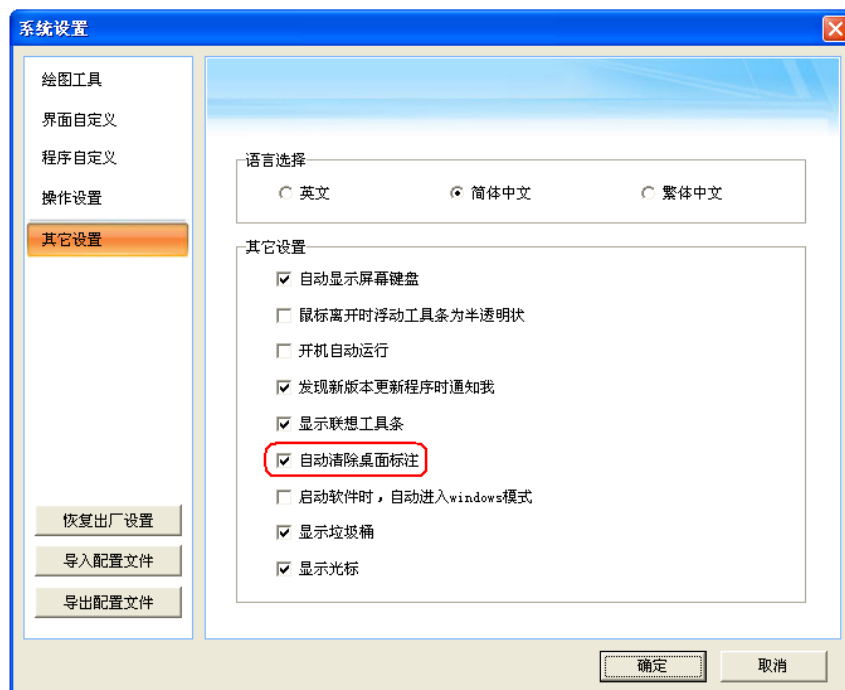 系统设置
绘图工具
界面自定义
程序自定义
操作设置
其它设置
恢复出厂设置
导入配置文件
导出配置文件
语言选择
英文 简体中文 繁体中文
其它设置
自动显示屏幕键盘
鼠标离开时浮动工具条为半透明状
开机自动运行
发现新版本更新程序时通知我
显示联想工具条
自动清除桌面标注
启动软件时，自动进入windows模式
显示垃圾桶
显示光标
确定 取消